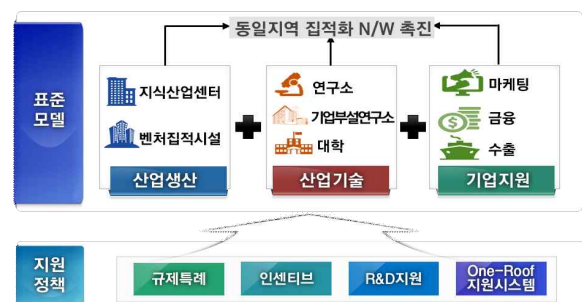 동일지역 집적화 N/W 촉진
표준
모델
지식산업센터
벤처집적시설
산업생산
연구소
기업부설연구소
대학
산업기술
마케팅
금융
수출
기업지원
지원
정책
규제특례
인센티브
R&D지원
One-Roof
지원시스템